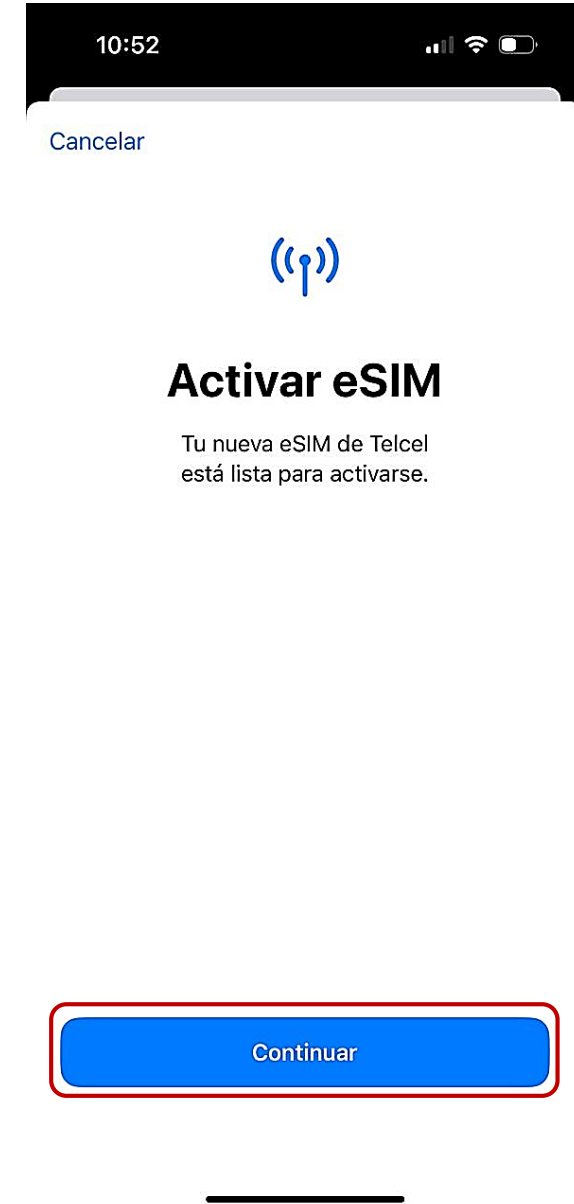 10:52
Cancelar
Activar eSIM
Tu nueva eSIM de Telcel
está lista para activarse.
Continuar